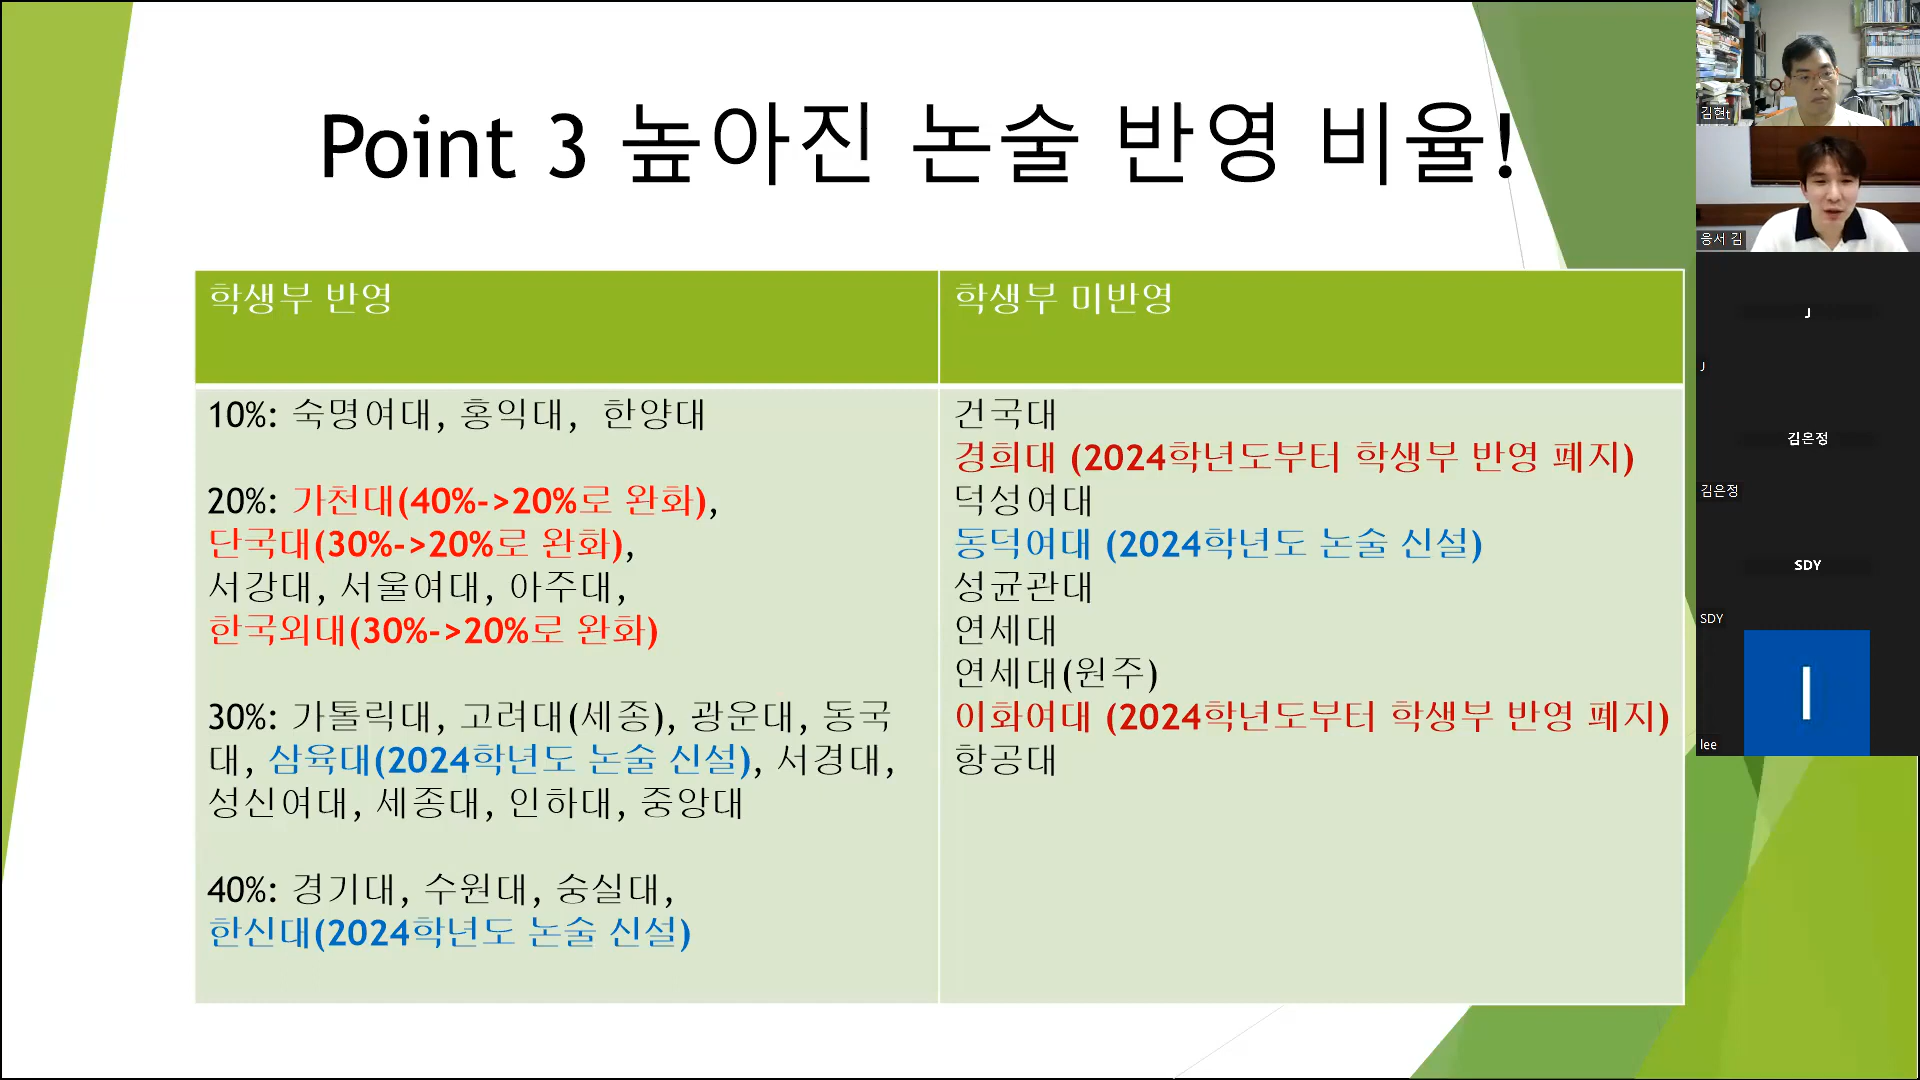 Point 3 높아진 논술 반영 비율!
학생부 반영
학생부 미반영
10%: 숙명여대, 홍익대, 한양대
20%: 가천대(40%->20%로 완화),
단국대(30%->20%로 완화),
서강대, 서울여대, 아주대,
한국외대(30%->20%로 완화)
30%: 가톨릭대, 고려대(세종), 광운대, 동국
대, 삼육대(2024학년도 논술 신설), 서경대,
성신여대, 세종대, 인하대, 중앙대
40%: 경기대, 수원대, 숭실대,
한신대(2024학년도 논술 신설)
건국대
경희대 (2024학년도부터 학생부 반영 폐지)
덕성여대
동덕여대 (2024학년도 논술 신설)
성균관대
연세대
연세대(원주)
이화여대 (2024학년도부터 학생부 반영 폐지)
항공대
김현t
웅서 김
J
J
김은정
김은정
SDY
SDY
l
lee